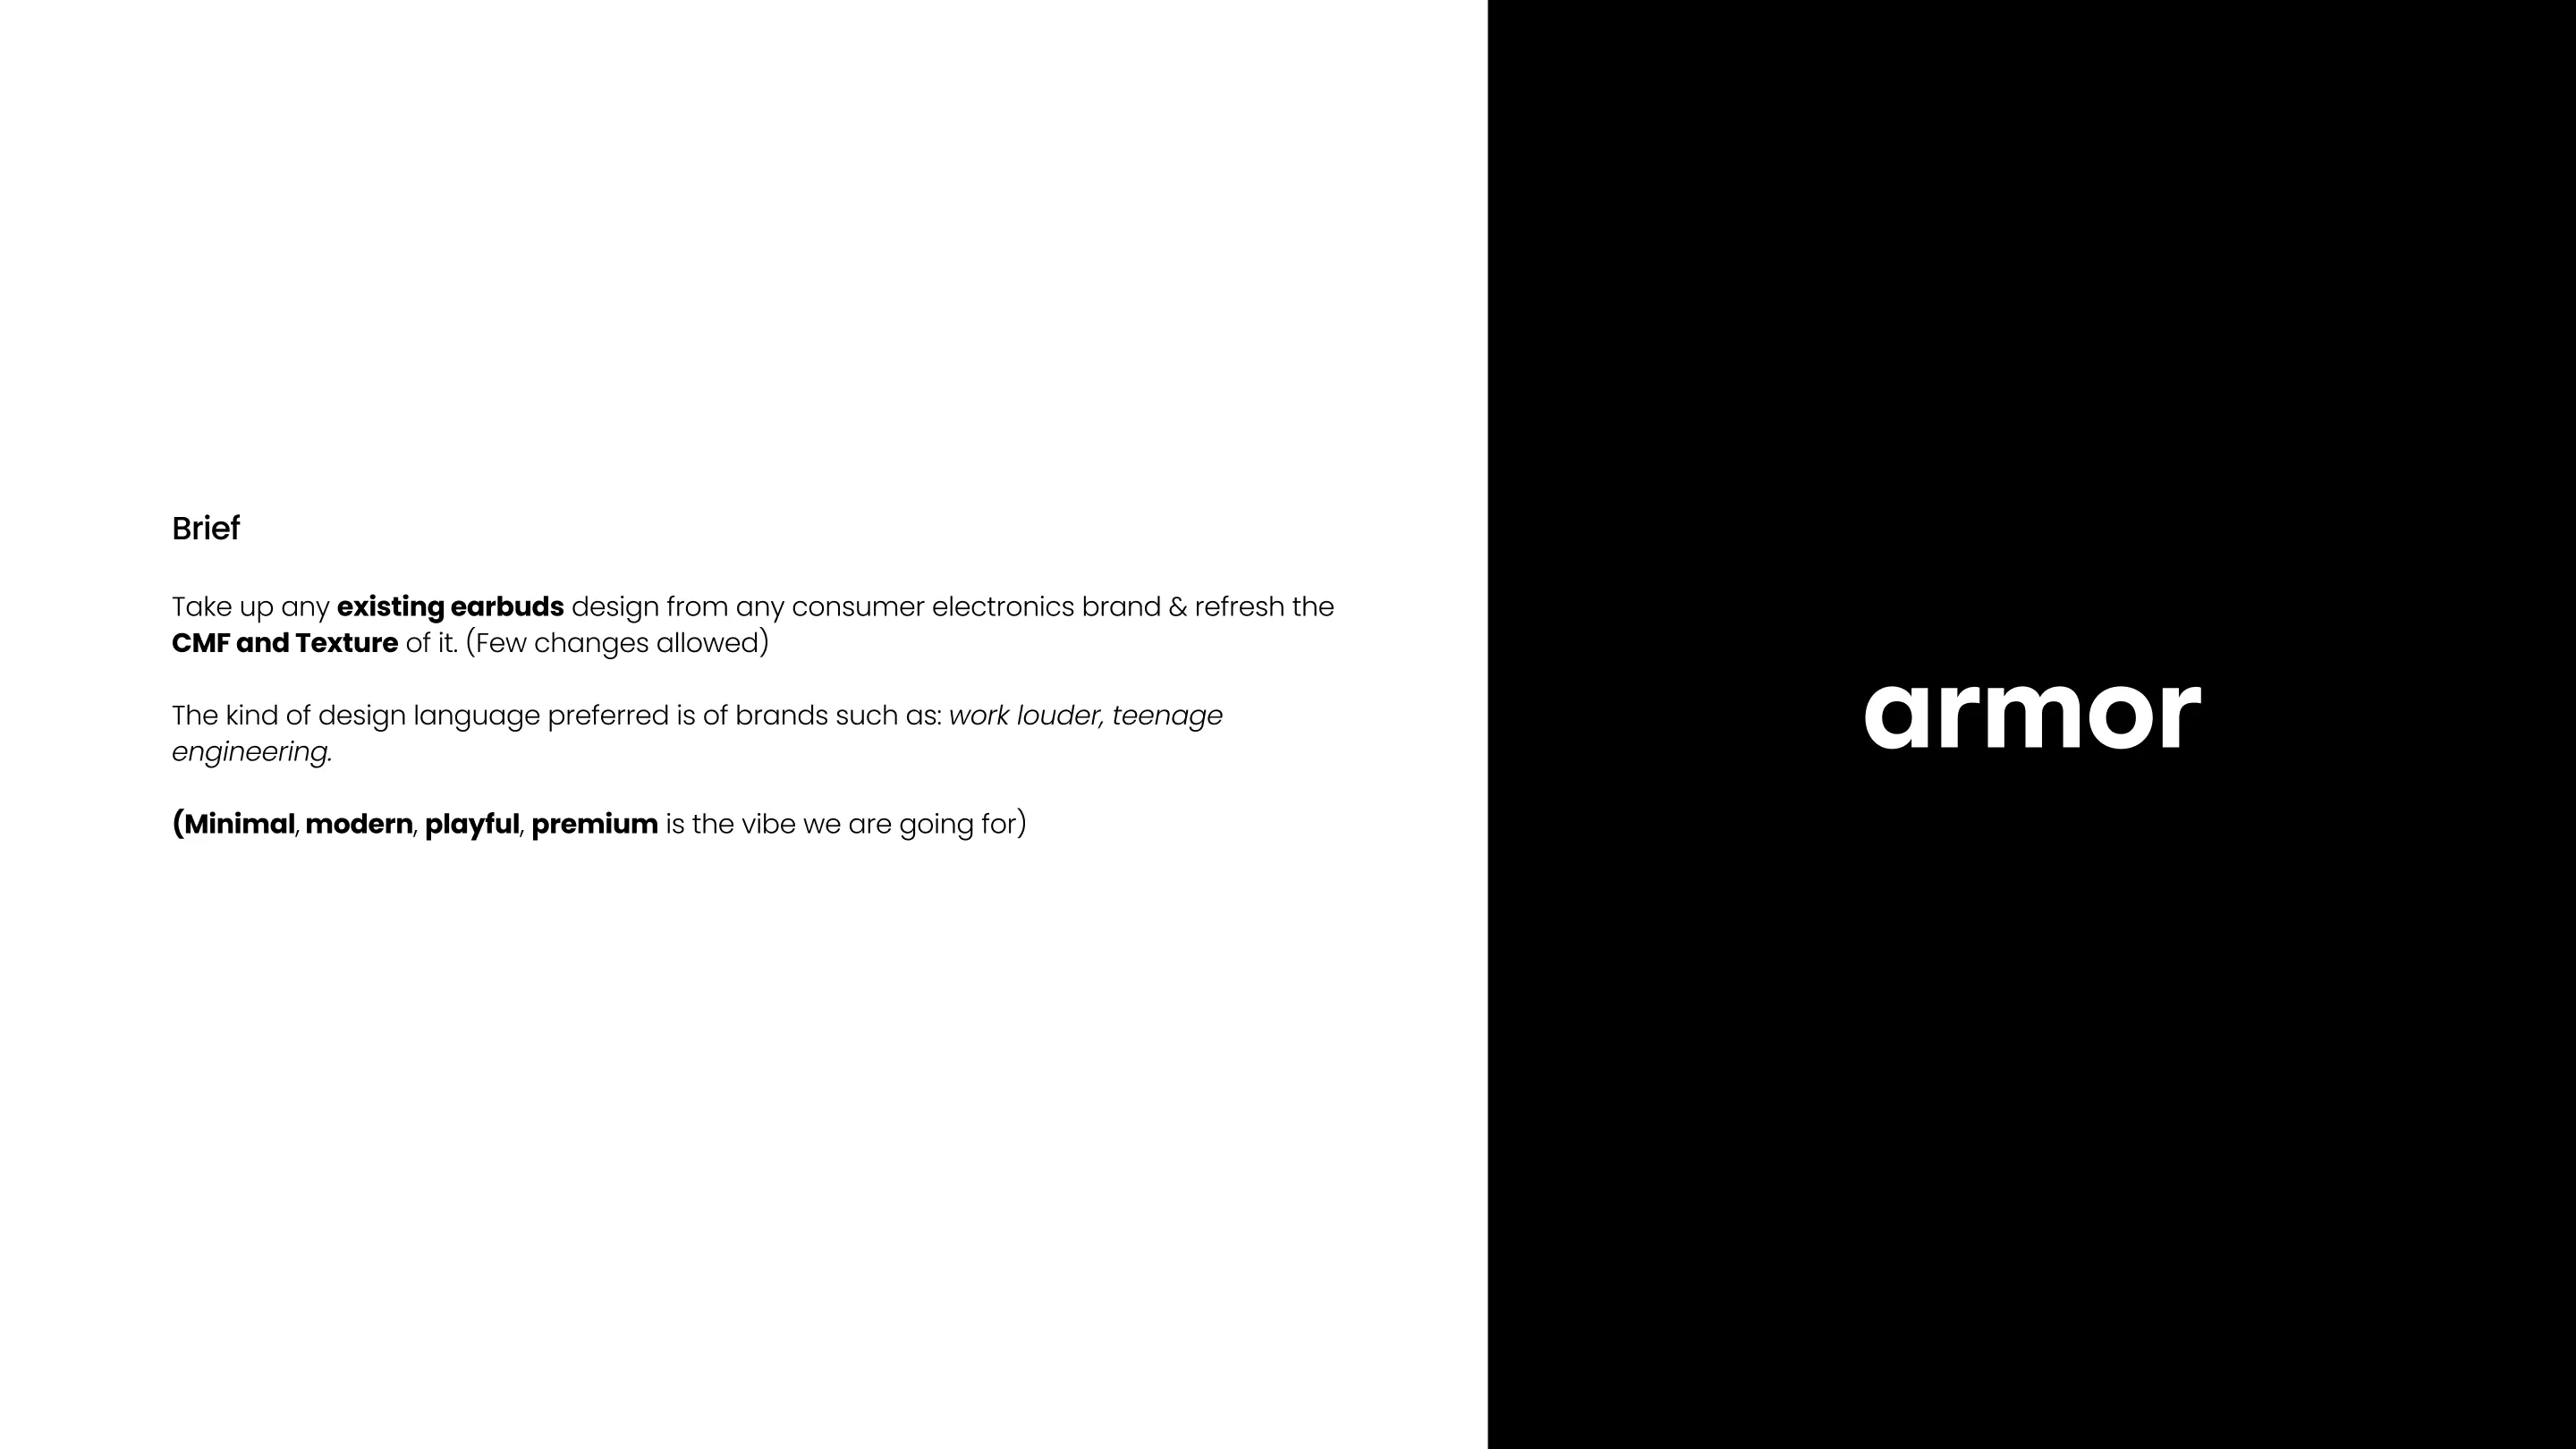 Brief
Take up any existing earbuds design from any consumer electronics brand & refresh the
CMF and Texture of it. (Few changes allowed)
The kind of design language preferred is of brands such as: work louder, teenage
engineering.
(Minimal, modern, playful, premium is the vibe we are going for)
armor